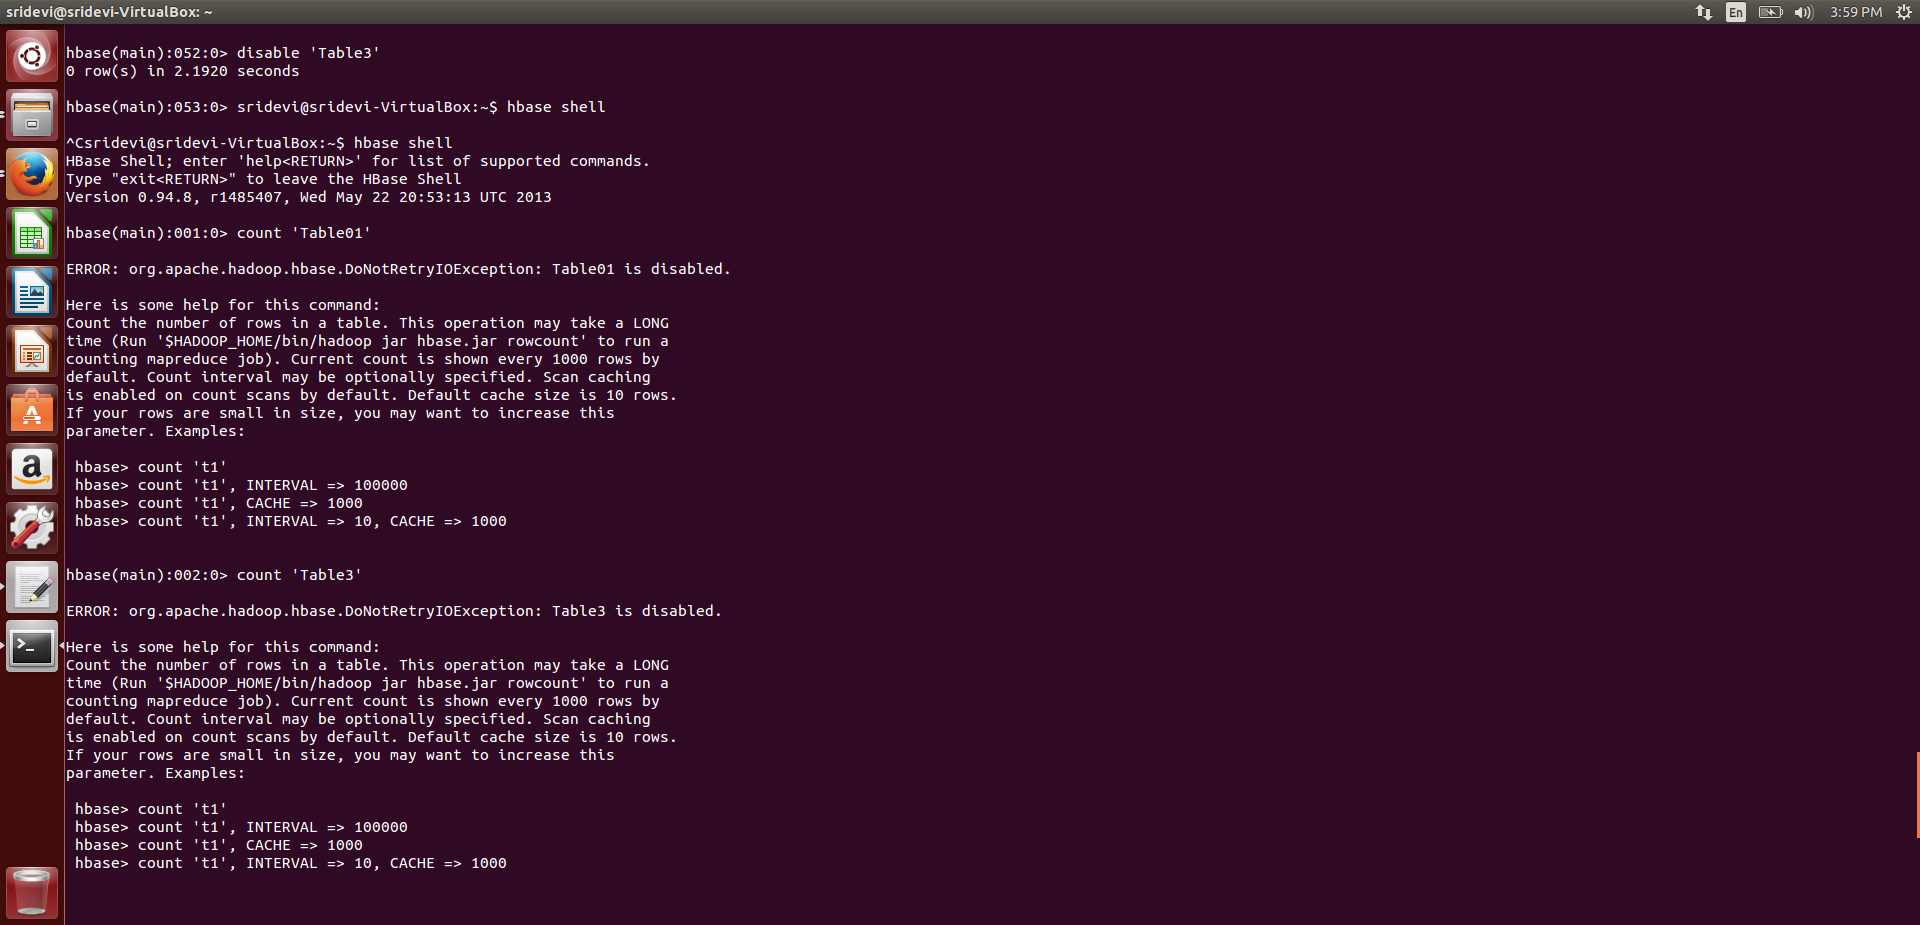 sridevi@sridevi-VirtualBox: ~
En
3:59 PM
hbase(main):052:0> disable 'Table3'
0 row(s) in 2.1920 seconds
hbase(main):053:0> sridevi@sridevi-VirtualBox:~$ hbase shell
^Csridevi@sridevi-VirtualBox:~$ hbase shell
HBase Shell; enter 'help<RETURN>' for list of supported commands.
Type "exit<RETURN>" to leave the HBase Shell
Version 0.94.8, r1485407, Wed May 22 20:53:13 UTC 2013
hbase(main):001:0> count 'Table01'
ERROR: org.apache.hadoop.hbase.DoNotRetryIOException: Table01 is disabled.
Here is some help for this command:
Count the number of rows in a table. This operation may take a LONG
time (Run '$HADOOP_HOME/bin/hadoop jar hbase.jar rowcount' to run a
counting mapreduce job). Current count is shown every 1000 rows by
default. Count interval may be optionally specified. Scan caching
is enabled on count scans by default. Default cache size is 10 rows.
If your rows are small in size, you may want to increase this
parameter. Examples:
hbase> count 't1'
hbase> count 't1', INTERVAL => 100000
hbase> count 't1', CACHE => 1000
hbase> count 't1', INTERVAL => 10, CACHE => 1000
hbase(main):002:0> count 'Table3'
ERROR: org.apache.hadoop.hbase.DoNotRetryIOException: Table3 is disabled.
Here is some help for this command:
Count the number of rows in a table. This operation may take a LONG
time (Run '$HADOOP_HOME/bin/hadoop jar hbase.jar rowcount' to run a
counting mapreduce job). Current count is shown every 1000 rows by
default. Count interval may be optionally specified. Scan caching
is enabled on count scans by default. Default cache size is 10 rows.
If your rows are small in size, you may want to increase this
parameter. Examples:
hbase> count 't1'
hbase> count 't1', INTERVAL => 100000
hbase> count 't1', CACHE => 1000
hbase> count 't1', INTERVAL => 10, CACHE => 1000